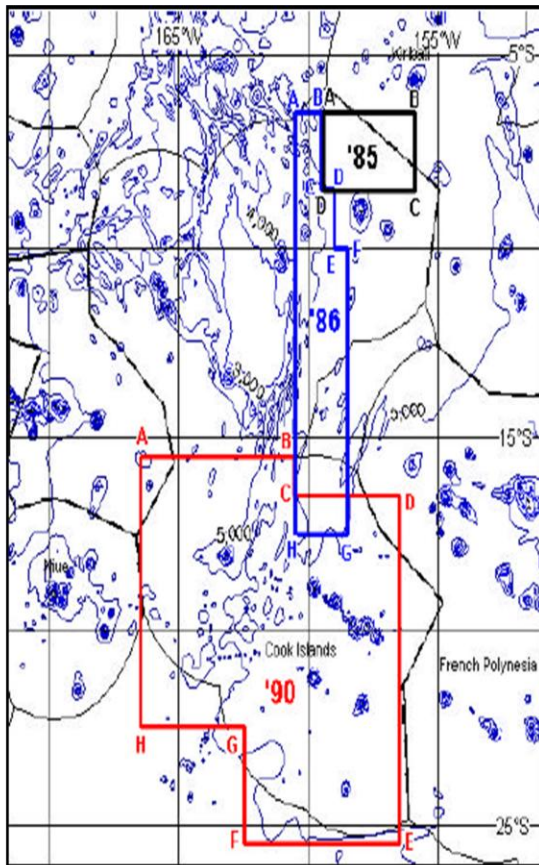 165°W
155°W
Kiribati
5°S
A
D
A
B
'85
D
D
C
4,000
E
F
'86
3,000
5,000
A
B
15°S
C
D
5,000
H
G
Niue
Cook Islands
French Polynesia
'90
H
G
F
E
25°S